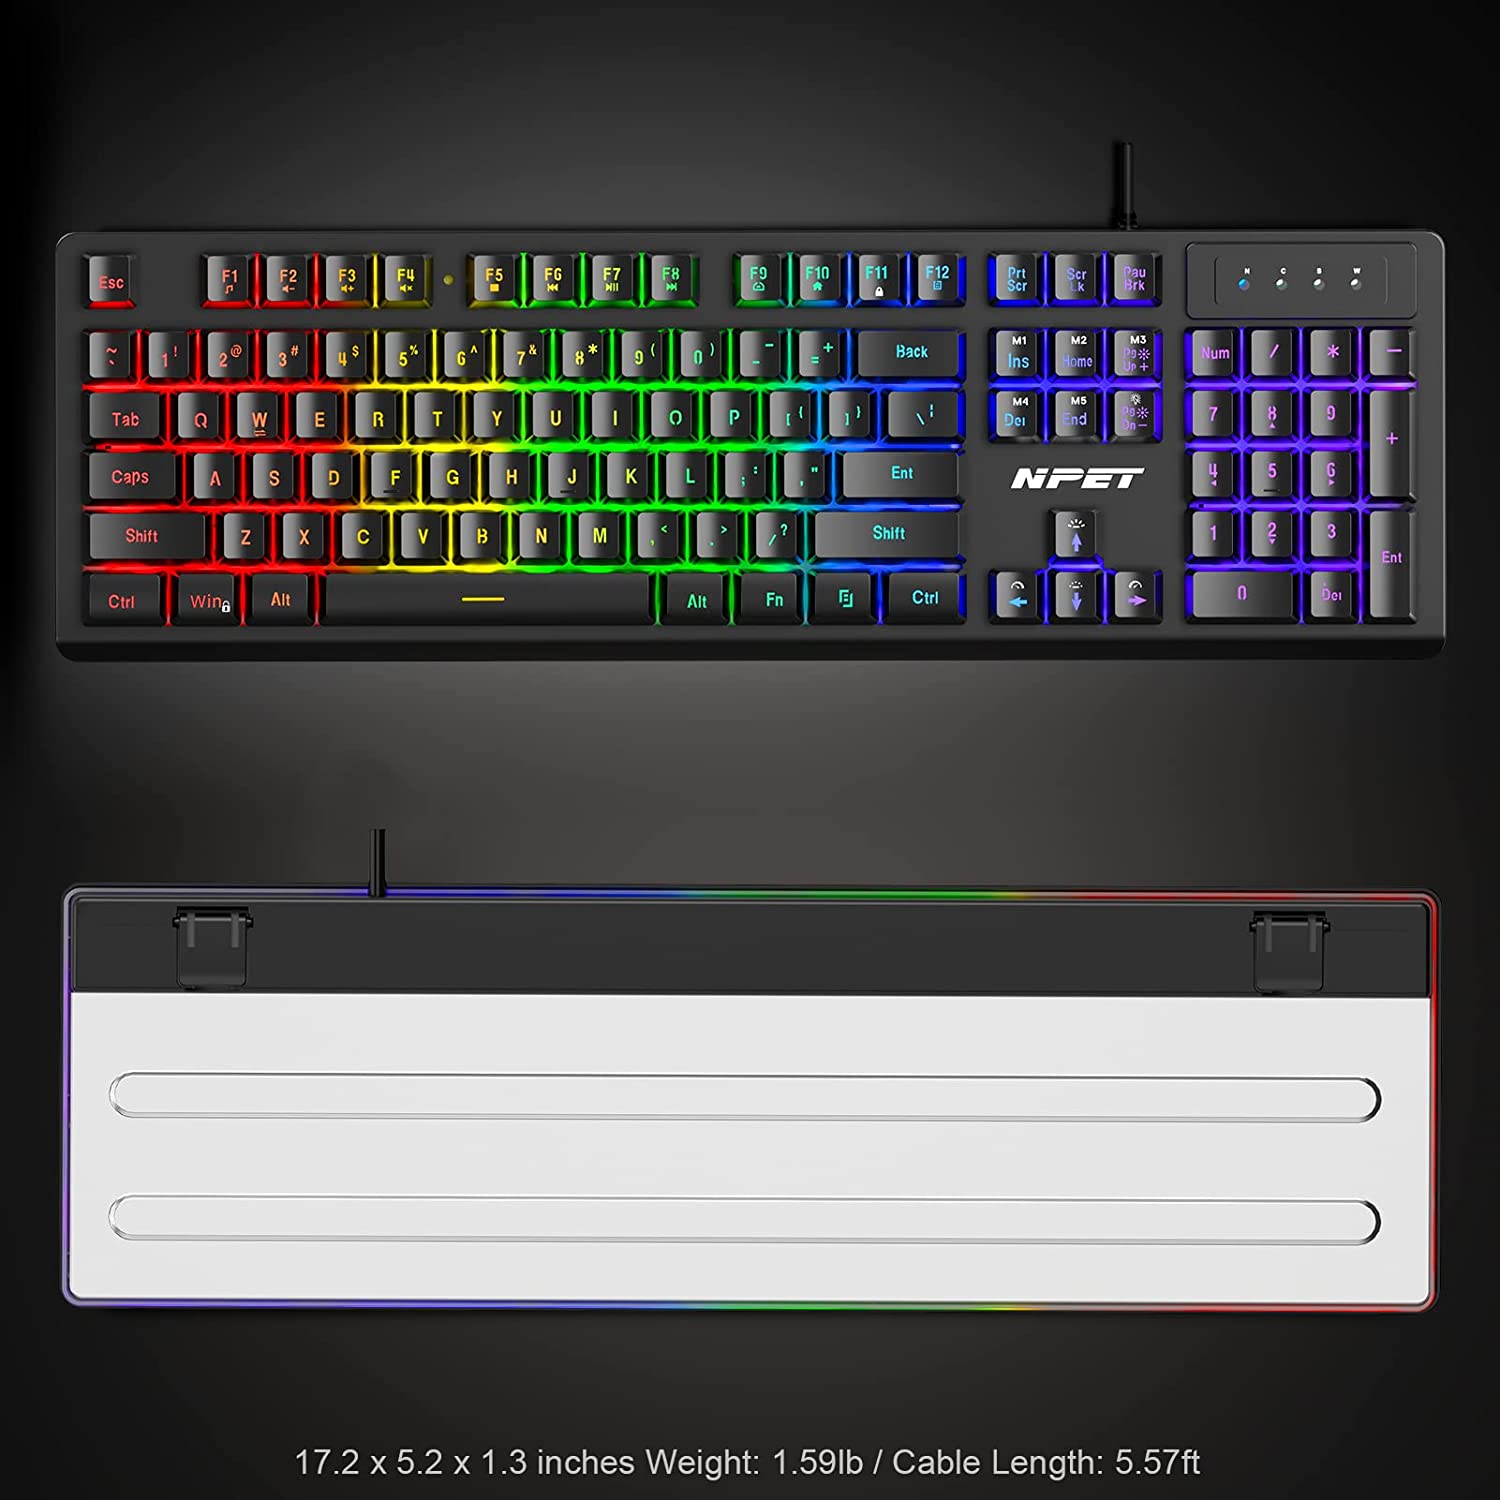 Esc F1 F2 F3 F4 F5 F6 F7 F8 F9 F10 F11 F12 Prt Scr Scr Lk Pau Brk N C S W
~ 1 ! 2 @ 3 # 4 $ 5 % 6 ^ 7 & 8 * 9 ( 0 ) - _ = + Back M1 Ins M2 Home M3 Pg Up + Num / * -
Tab Q W E R T Y U I O P [ { ] } \ ¦ M4 Del M5 End Pg Dn - 7 8 9 +
Caps A S D F G H J K L ; : , " Ent 4 5 6
NPET
Shift Z X C V B N M , < . > / ? Shift 1 2 3 Ent
Ctrl Win Alt Alt Fn Ctrl 0 . Del
17.2 x 5.2 x 1.3 inches Weight: 1.59lb / Cable Length: 5.57ft